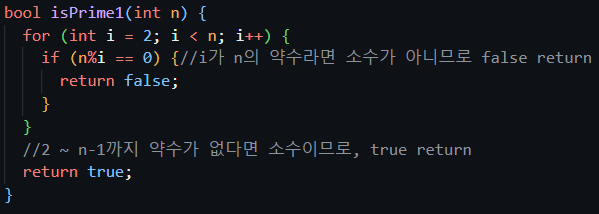 bool isPrime1(int n) {
  for (int i = 2; i < n; i++) {
    if (n%i == 0) {//i가 n의 약수라면 소수가 아니므로 false return
      return false;
    }
  }
  //2 ~ n-1까지 약수가 없다면 소수이므로, true return
  return true;
}